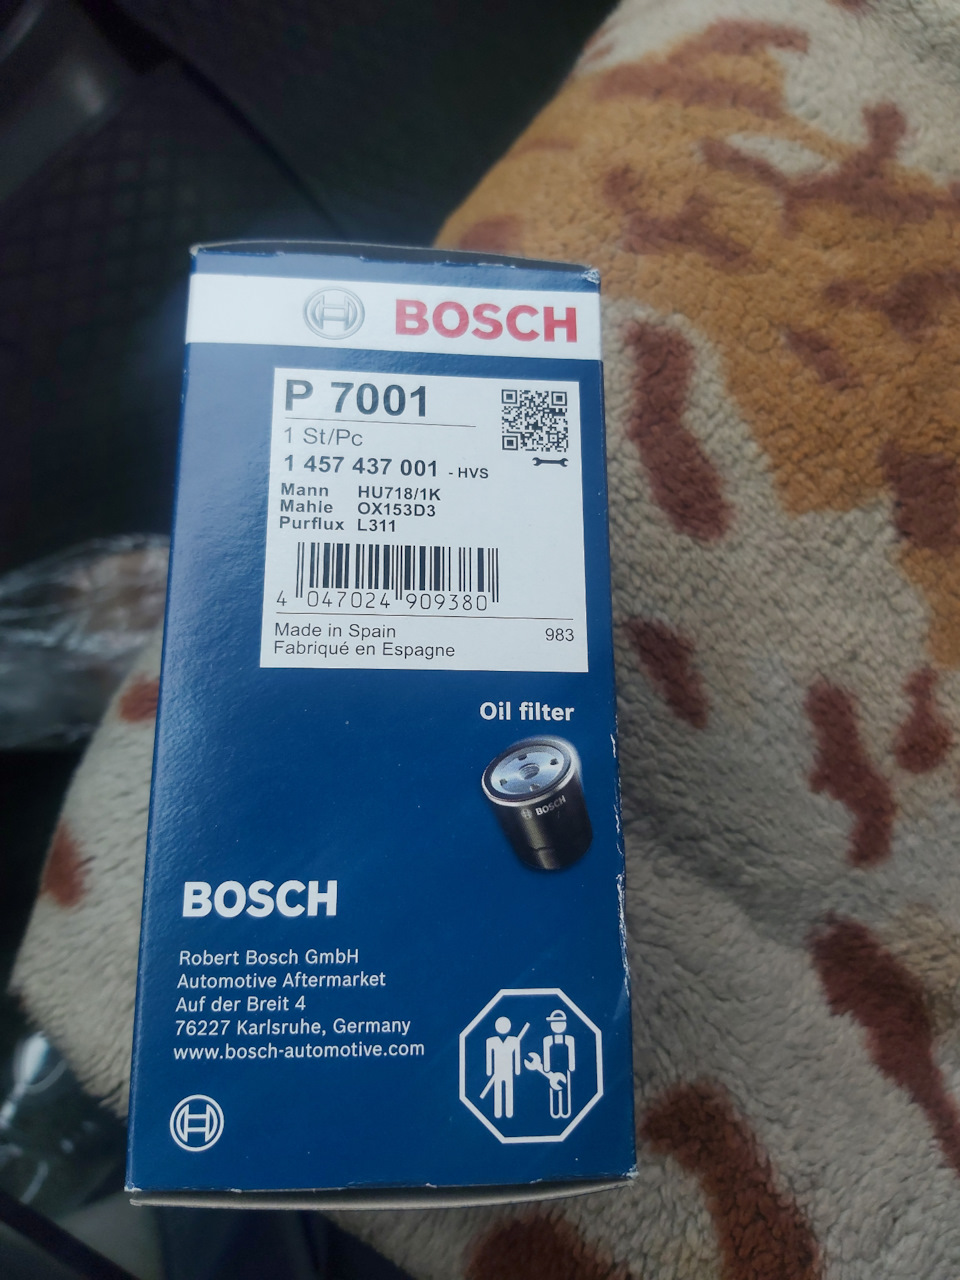 BOSCH
P 7001
1 St/Pc
1 457 437 001 - HVS
Mann HU718/1K
Mahle OX153D3
Purflux L311
4 047024 909380
Made in Spain 983
Fabriqué en Espagne
Oil filter
BOSCH
BOSCH
Robert Bosch GmbH
Automotive Aftermarket
Auf der Breit 4
76227 Karlsruhe, Germany
www.bosch-automotive.com